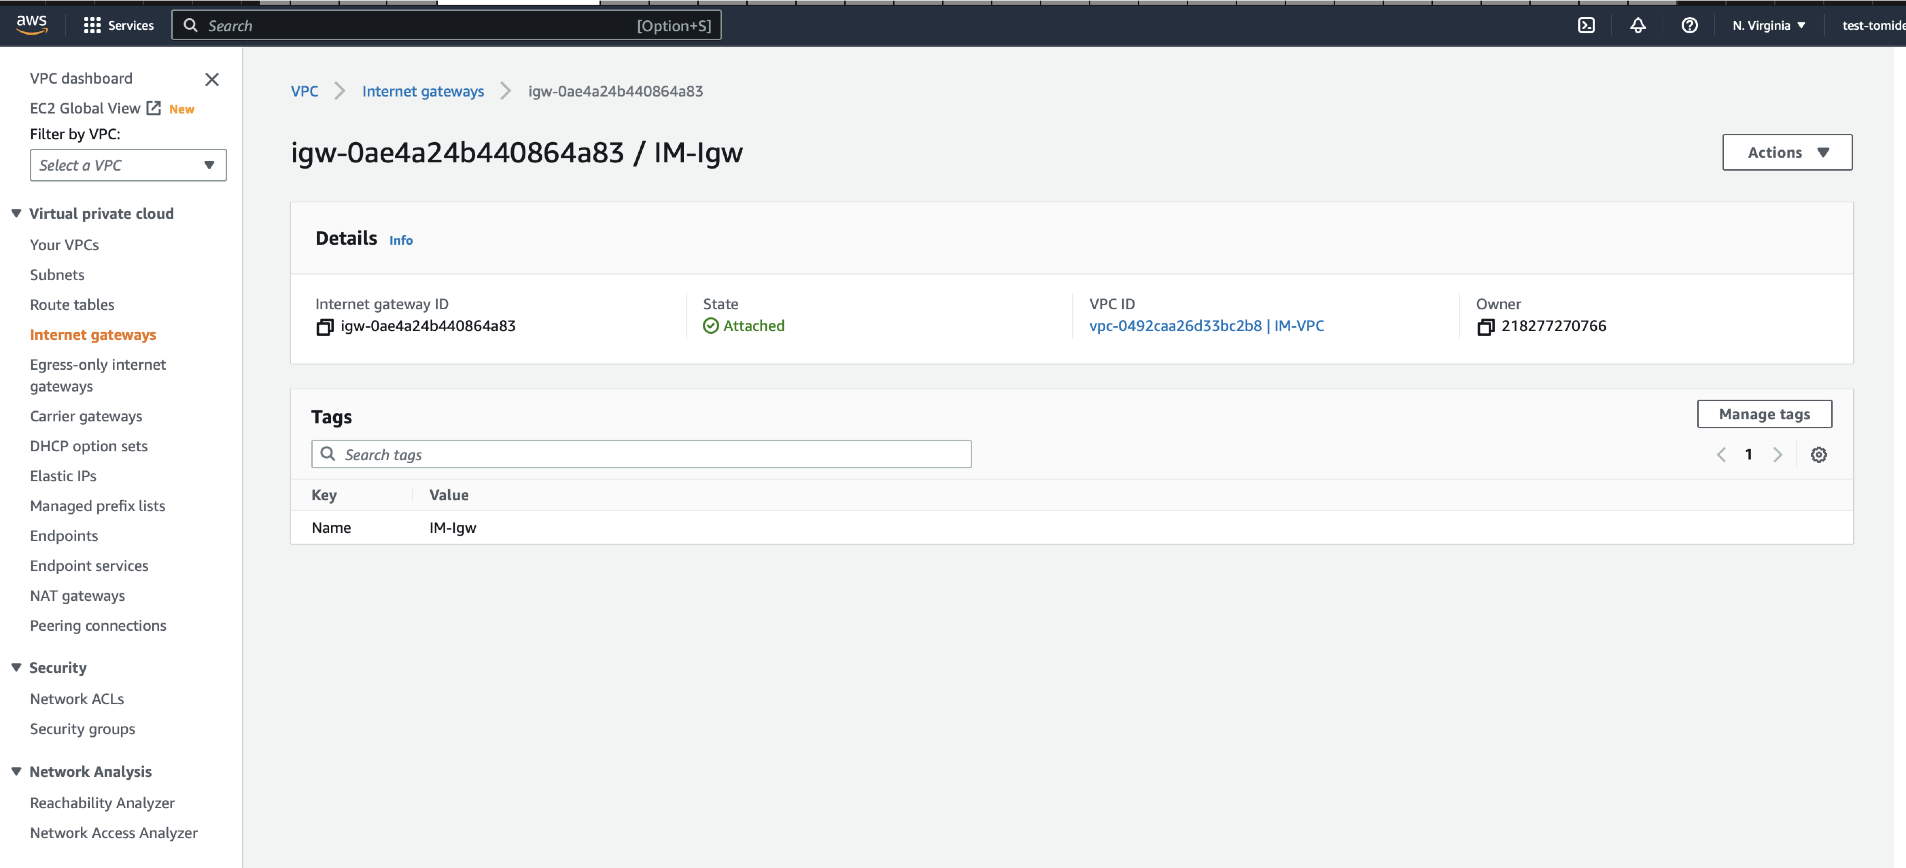 aws
Services
Search
[Option+S]
N. Virginia
test-tomide
VPC dashboard
EC2 Global View New
Filter by VPC:
Select a VPC
Virtual private cloud
Your VPCs
Subnets
Route tables
Internet gateways
Egress-only internet
gateways
Carrier gateways
DHCP option sets
Elastic IPs
Managed prefix lists
Endpoints
Endpoint services
NAT gateways
Peering connections
Security
Network ACLs
Security groups
Network Analysis
Reachability Analyzer
Network Access Analyzer
VPC Internet gateways igw-0ae4a24b440864a83
igw-0ae4a24b440864a83 / IM-Igw
Actions
Details Info
Internet gateway ID
igw-0ae4a24b440864a83
State
Attached
VPC ID
vpc-0492caa26d33bc2b8 | IM-VPC
Owner
218277270766
Tags
Manage tags
Search tags
1
Key Value
Name IM-Igw